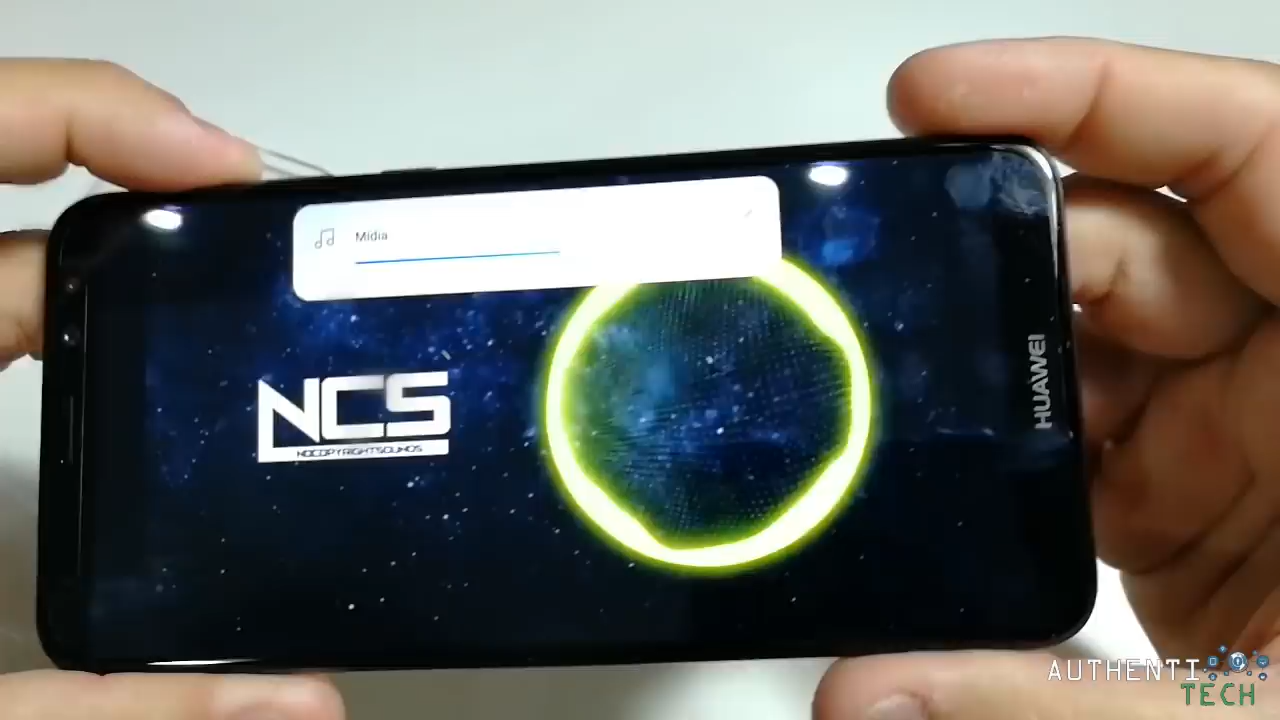 Mídia
NCS
NOCOPYRIGHTSOUNDS
HUAWEI
AUTHENTI
TECH